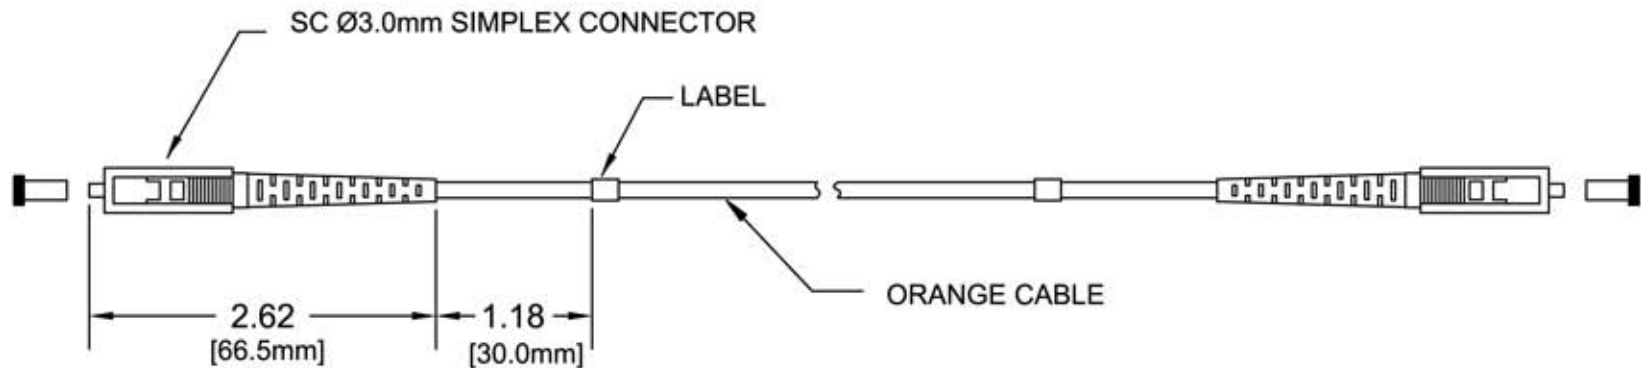 SC Ø3.0mm SIMPLEX CONNECTOR
LABEL
ORANGE CABLE
2.62
[66.5mm]
1.18
[30.0mm]